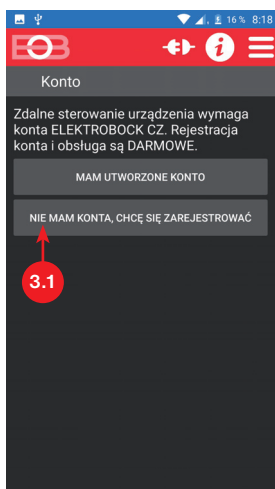 16 % 8:18
EOB
i
Konto
Zdalne sterowanie urządzenia wymaga
konta ELEKTROBOCK CZ. Rejestracja
konta i obsługa są DARMOWE.
MAM UTWORZONE KONTO
NIE MAM KONTA, CHCĘ SIĘ ZAREJESTROWAĆ
3.1